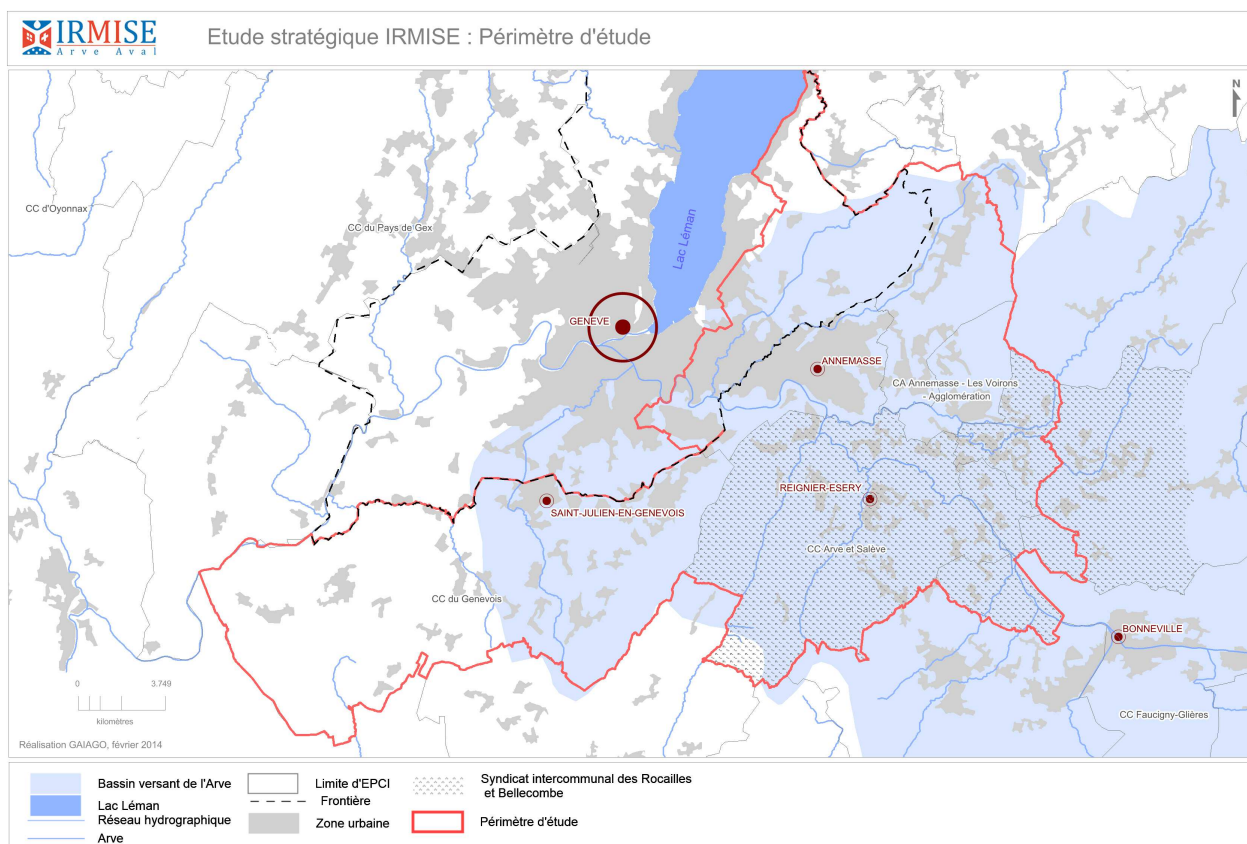 IRMISE
Arve Aval
Etude stratégique IRMISE : Périmètre d'étude
N
CC d'Oyonnax
CC du Pays de Gex
Lac Léman
GENEVE
ANNEMASSE
CA Annemasse - Les Voirons
- Agglomération
REIGNIER-ESERY
SAINT-JULIEN-EN-GENEVOIS
CC Arve et Salève
CC du Genevois
BONNEVILLE
CC Faucigny-Glières
0 3.749
kilomètres
Réalisation GAIAGO, février 2014
Bassin versant de l'Arve
Lac Léman
Réseau hydrographique
Arve
Limite d'EPCI
Frontière
Zone urbaine
Syndicat intercommunal des Rocailles
et Bellecombe
Périmètre d'étude